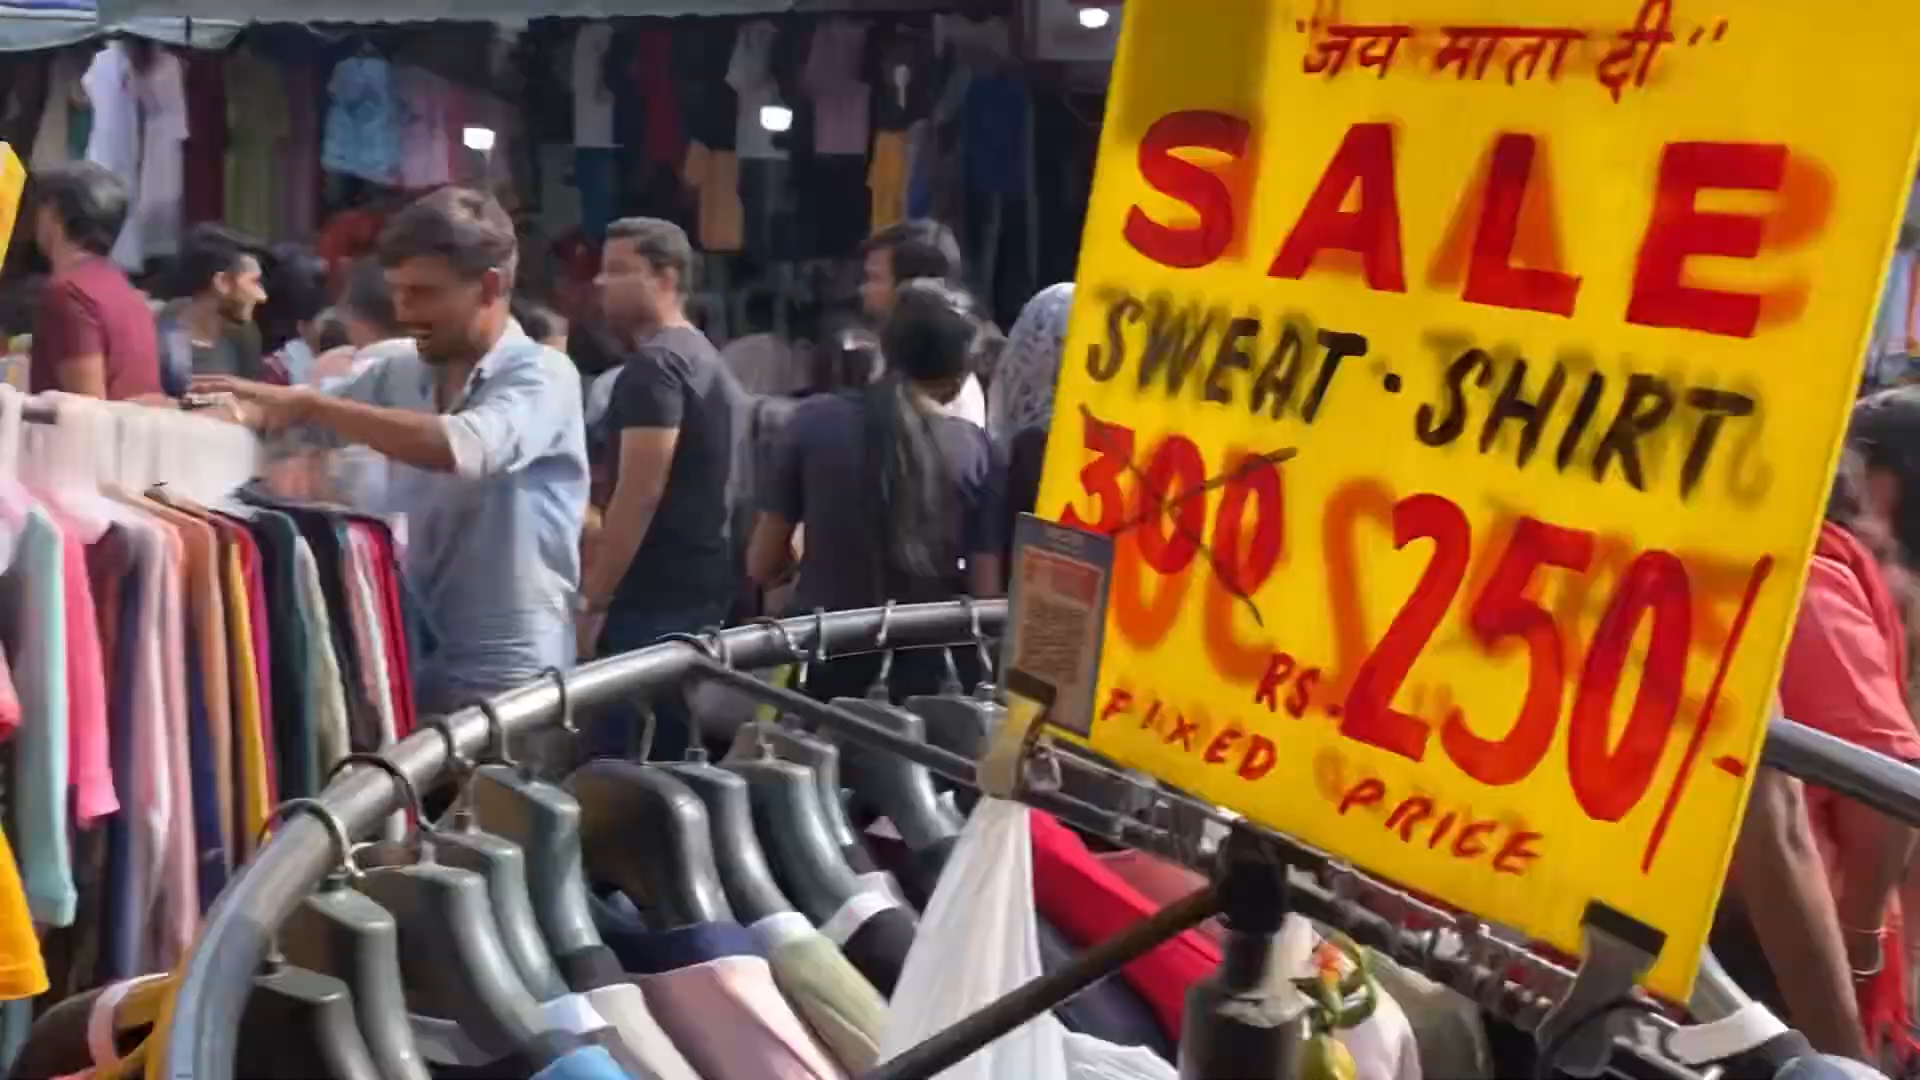 "जय माता दी"
SALE
SWEAT·SHIRT
300 RS.250/-
FIXED PRICE